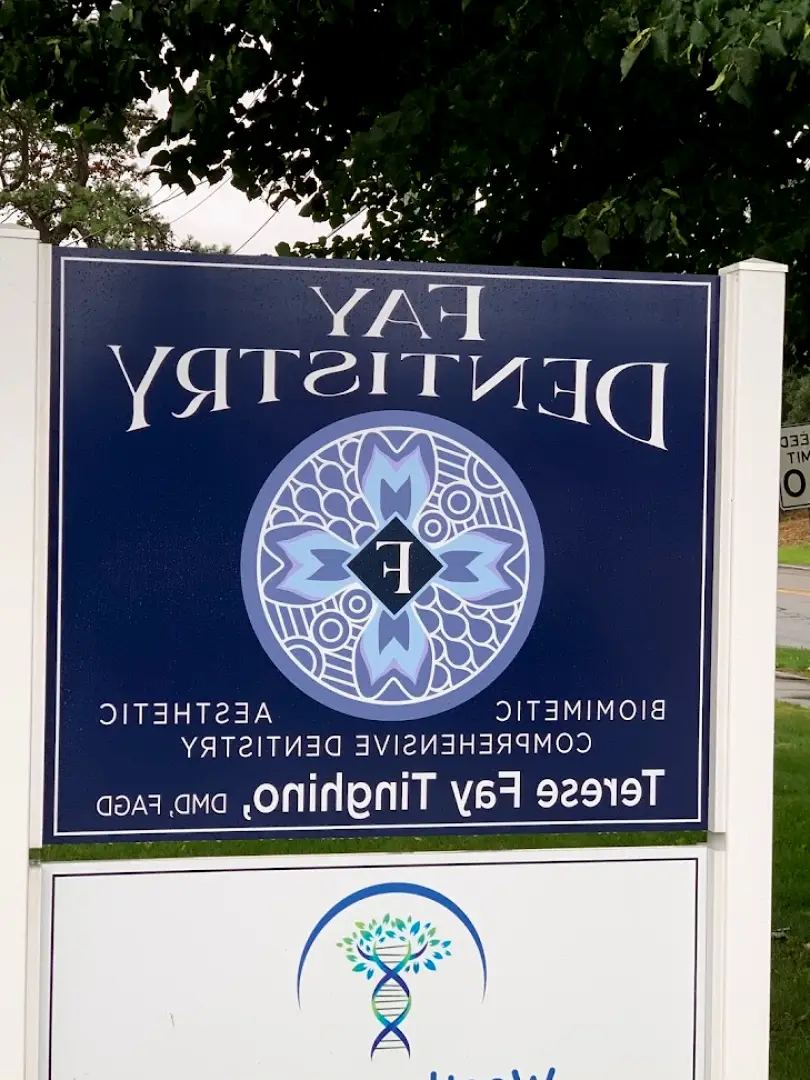 FAY
DENTISTRY
F
BIOMIMETIC AESTHETIC
COMPREHENSIVE DENTISTRY
Terese Fay Tinghino, DMD, FAGD